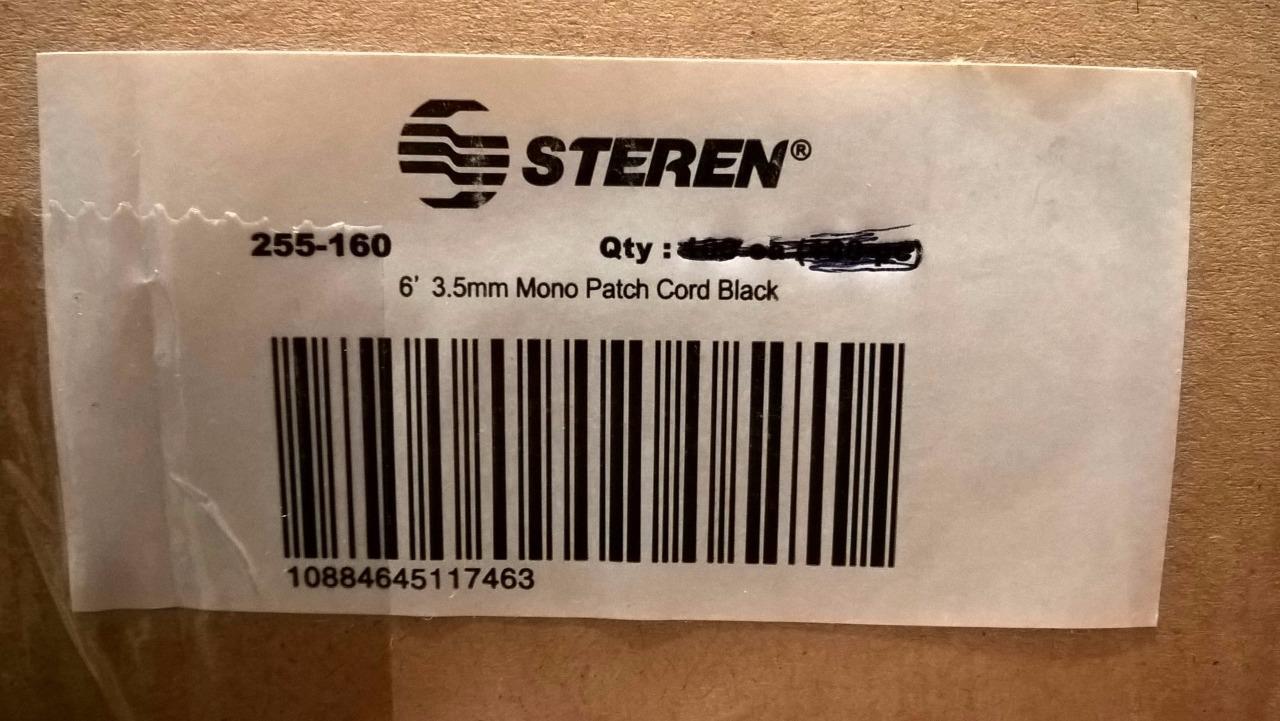 STEREN®
255-160 Qty :
6' 3.5mm Mono Patch Cord Black
10884645117463